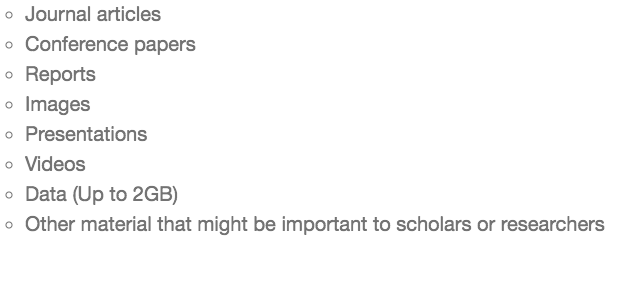 Journal articles
Conference papers
Reports
Images
Presentations
Videos
Data (Up to 2GB)
Other material that might be important to scholars or researchers